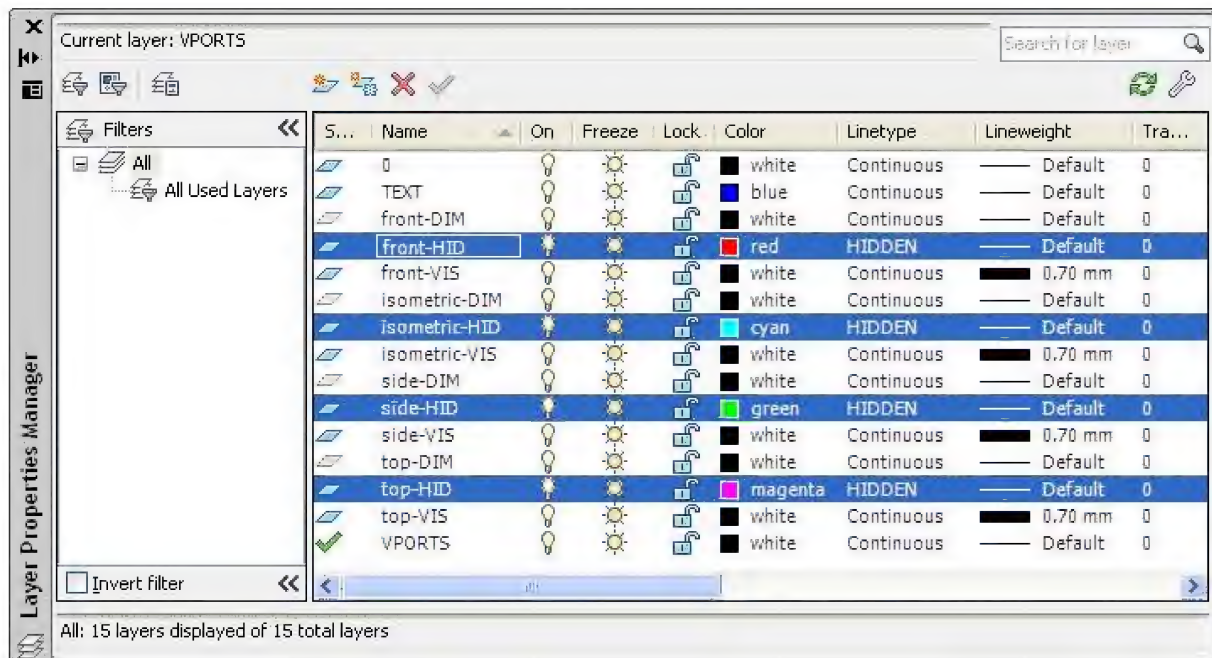 Current layer: VPORTS
Search for layer
Filters
All
All Used Layers
S... Name On Freeze Lock Color Linetype Lineweight Tra...
0 white Continuous Default 0
TEXT blue Continuous Default 0
front-DIM white Continuous Default 0
front-HID red HIDDEN Default 0
front-VIS white Continuous 0.70 mm 0
isometric-DIM white Continuous Default 0
isometric-HID cyan HIDDEN Default 0
isometric-VIS white Continuous 0.70 mm 0
side-DIM white Continuous Default 0
side-HID green HIDDEN Default 0
side-VIS white Continuous 0.70 mm 0
top-DIM white Continuous Default 0
top-HID magenta HIDDEN Default 0
top-VIS white Continuous 0.70 mm 0
VPORTS white Continuous Default 0
Invert filter
All: 15 layers displayed of 15 total layers
Layer Properties Manager